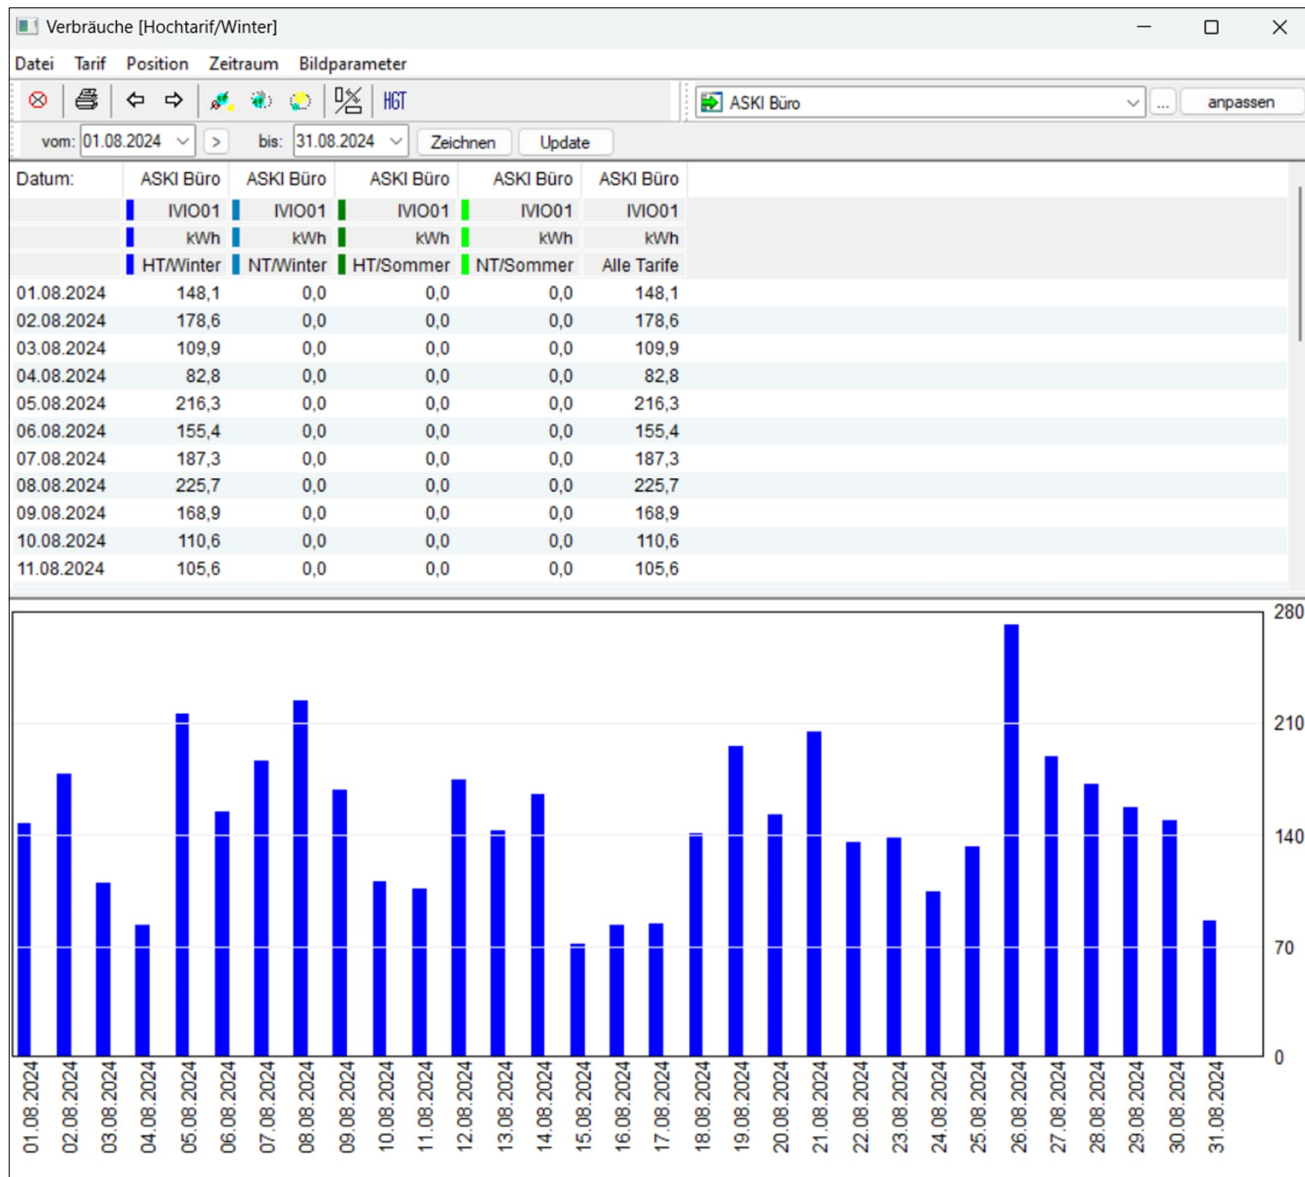 Verbräuche [Hochtarif/Winter]
Datei Tarif Position Zeitraum Bildparameter
HGT ASKI Büro ... anpassen
vom: 01.08.2024 > bis: 31.08.2024 Zeichnen Update
Datum: ASKI Büro ASKI Büro ASKI Büro ASKI Büro ASKI Büro
IVIO01 IVIO01 IVIO01 IVIO01 IVIO01
kWh kWh kWh kWh kWh
HT/Winter NT/Winter HT/Sommer NT/Sommer Alle Tarife
01.08.2024 148,1 0,0 0,0 0,0 148,1
02.08.2024 178,6 0,0 0,0 0,0 178,6
03.08.2024 109,9 0,0 0,0 0,0 109,9
04.08.2024 82,8 0,0 0,0 0,0 82,8
05.08.2024 216,3 0,0 0,0 0,0 216,3
06.08.2024 155,4 0,0 0,0 0,0 155,4
07.08.2024 187,3 0,0 0,0 0,0 187,3
08.08.2024 225,7 0,0 0,0 0,0 225,7
09.08.2024 168,9 0,0 0,0 0,0 168,9
10.08.2024 110,6 0,0 0,0 0,0 110,6
11.08.2024 105,6 0,0 0,0 0,0 105,6
280
210
140
70
0
01.08.2024
02.08.2024
03.08.2024
04.08.2024
05.08.2024
06.08.2024
07.08.2024
08.08.2024
09.08.2024
10.08.2024
11.08.2024
12.08.2024
13.08.2024
14.08.2024
15.08.2024
16.08.2024
17.08.2024
18.08.2024
19.08.2024
20.08.2024
21.08.2024
22.08.2024
23.08.2024
24.08.2024
25.08.2024
26.08.2024
27.08.2024
28.08.2024
29.08.2024
30.08.2024
31.08.2024